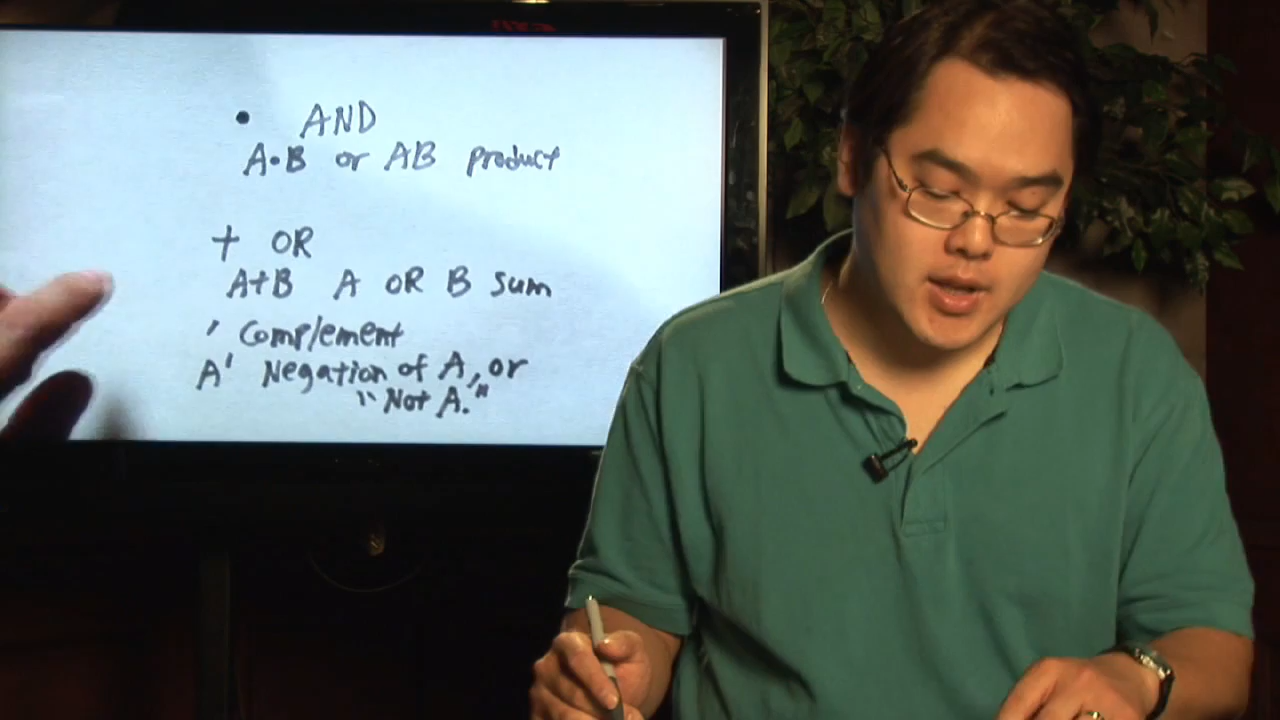 • AND
A•B or AB product
+ OR
A+B A OR B sum
' Complement
A' Negation of A, or
"Not A."